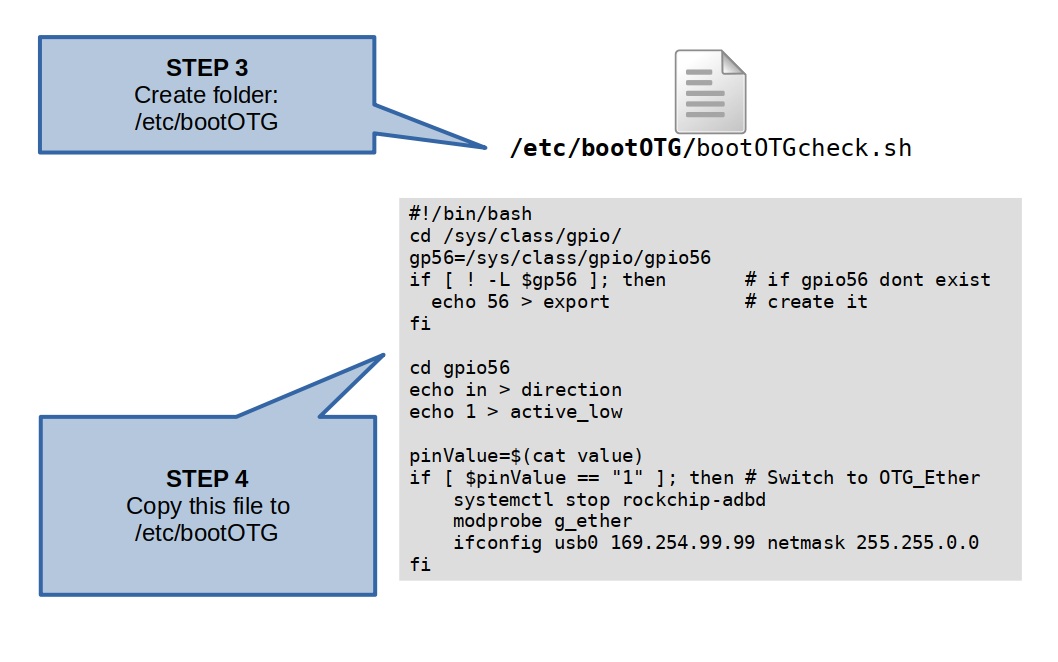 STEP 3
Create folder:
/etc/bootOTG
/etc/bootOTG/bootOTGcheck.sh
#!/bin/bash
cd /sys/class/gpio/
gp56=/sys/class/gpio/gpio56
if [ ! -L $gp56 ]; then       # if gpio56 dont exist
  echo 56 > export            # create it
fi

cd gpio56
echo in > direction
echo 1 > active_low

pinValue=$(cat value)
if [ $pinValue == "1" ]; then # Switch to OTG_Ether
    systemctl stop rockchip-adbd
    modprobe g_ether
    ifconfig usb0 169.254.99.99 netmask 255.255.0.0
fi
STEP 4
Copy this file to
/etc/bootOTG